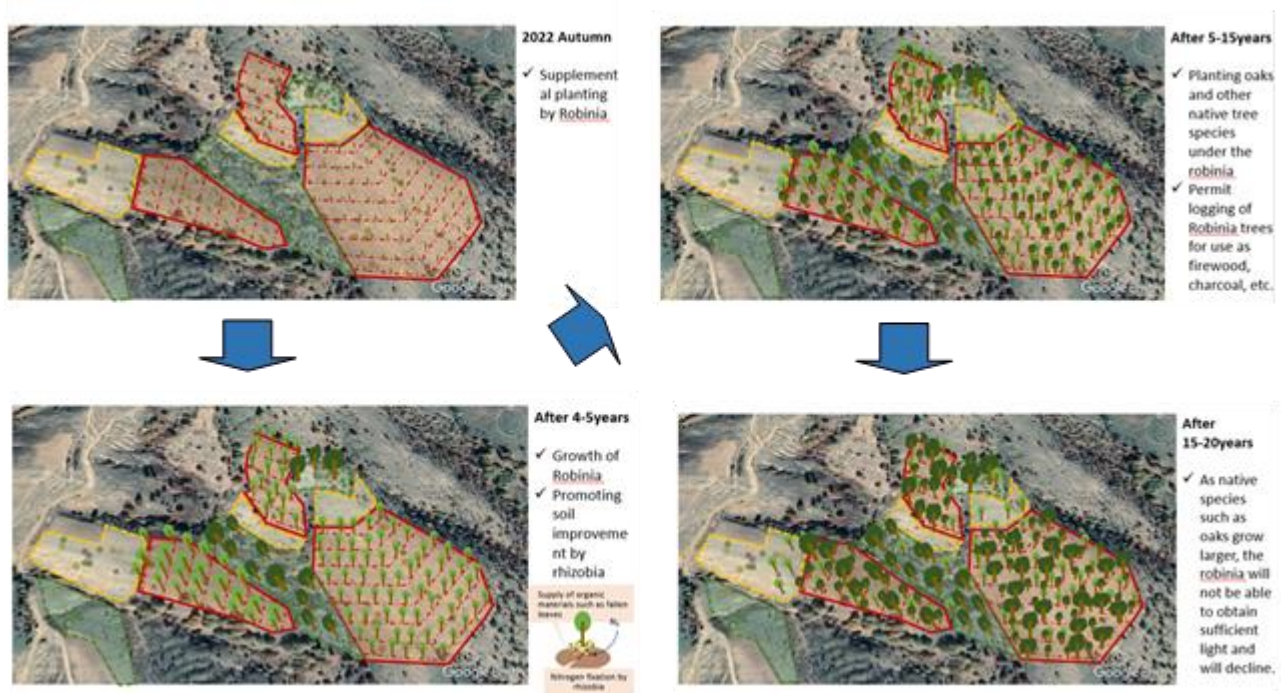 2022 Autumn
✓ Supplement
al planting
by Robinia
Google
After 4-5years
✓ Growth of
Robinia
✓ Promoting
soil
improveme
nt by
rhizobia
Supply of organic
materials such as fallen
leaves
N₂
Nitrogen fixation by
rhizobia
Google
After 5-15years
✓ Planting oaks
and other
native tree
species
under the
robinia
✓ Permit
logging of
Robinia trees
for use as
firewood,
charcoal, etc.
Google
After
15-20years
✓ As native
species
such as
oaks grow
larger, the
robinia will
not be able
to obtain
sufficient
light and
will decline.
Google